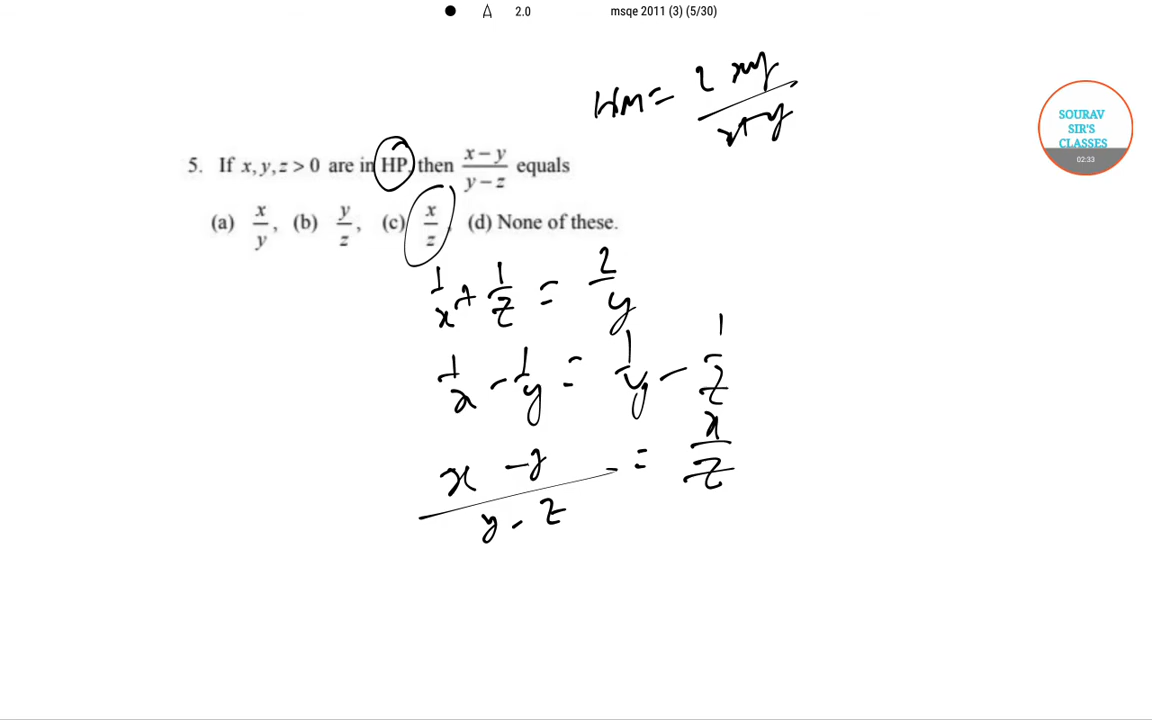 2.0 msqe 2011 (3) (5/30)
HM = 2xy / x+y
SOURAV
SIR'S
CLASSES
02:33
5. If x, y, z > 0 are in HP, then x − y / y − z equals
(a) x/y, (b) y/z, (c) x/z, (d) None of these.
1/x + 1/z = 2/y
1/x - 1/y = 1/y - 1/z
x - y / y - z = x/z